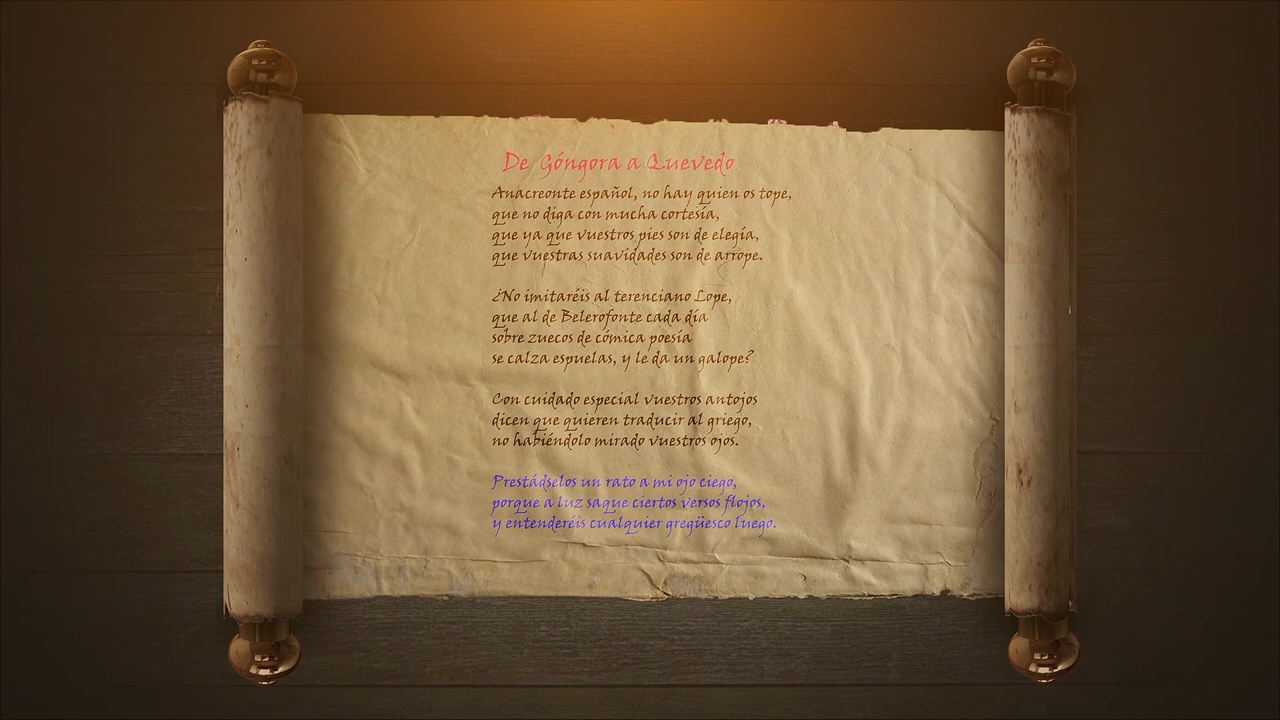 De Góngora a Quevedo
Anacreonte español, no hay quien os tope,
que no diga con mucha cortesía,
que ya que vuestros pies son de elegía,
que vuestras suavidades son de arrope.
¿No imitaréis al terenciano Lope,
que al de Belerofonte cada día
sobre zuecos de cómica poesía
se calza espuelas, y le da un galope?
Con cuidado especial vuestros antojos
dicen que quieren traducir al griego,
no habiéndolo mirado vuestros ojos.
Prestádselos un rato a mi ojo ciego,
porque a luz saque ciertos versos flojos,
y entenderéis cualquier gregüesco luego.